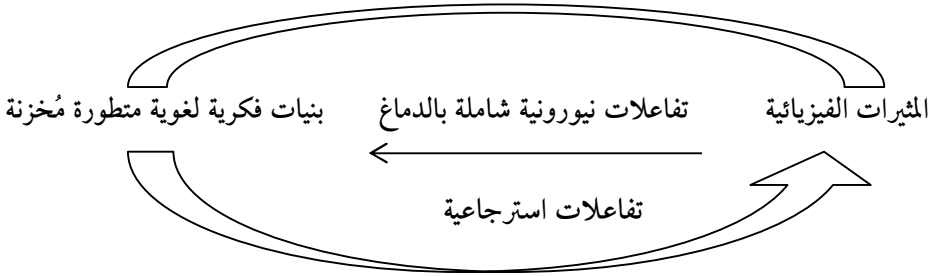 المثيرات الفيزيائية تفاعلات نيورونية شاملة بالدماغ بنيات فكرية لغوية متطورة مُخزنة
تفاعلات استرجاعية